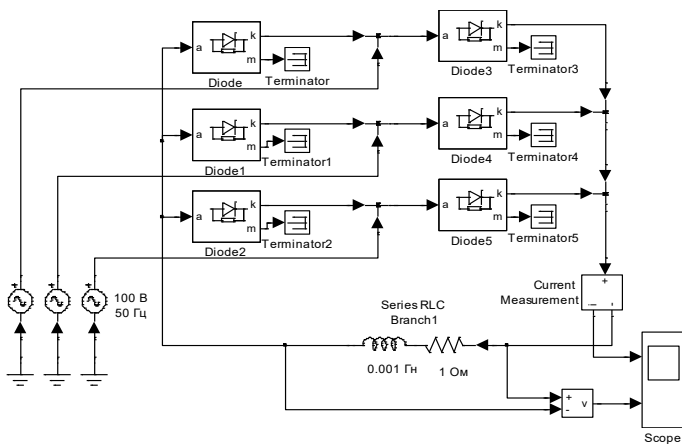 a
k
m
Diode
Terminator
a
k
m
Diode3
Terminator3
a
k
m
Diode1
Terminator1
a
k
m
Diode4
Terminator4
a
k
m
Diode2
Terminator2
a
k
m
Diode5
Terminator5
100 В
50 Гц
Series RLC
Branch1
0.001 Гн
1 Ом
Current
Measurement
+
i
-
+
-
v
Scope